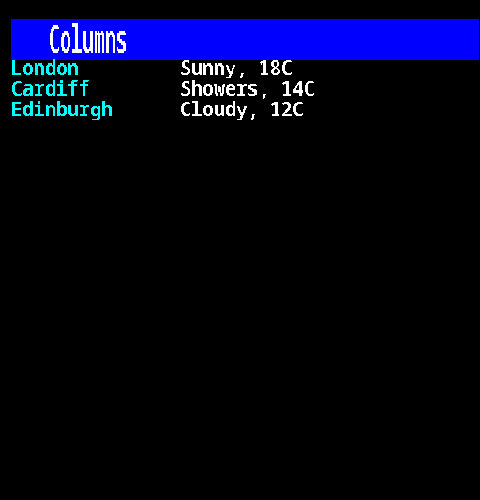 Columns
London Sunny, 18C
Cardiff Showers, 14C
Edinburgh Cloudy, 12C